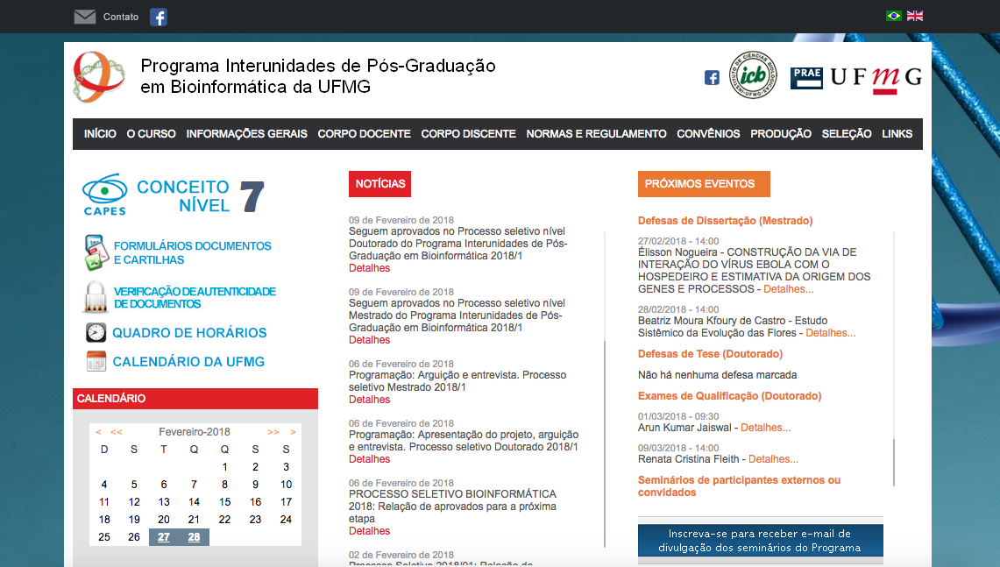 Contato
Programa Interunidades de Pós-Graduação
em Bioinformática da UFMG
INSTITUTO DE CIÊNCIAS BIOLÓGICAS
icb
UFMG
PRAE
UFmG
INÍCIO O CURSO INFORMAÇÕES GERAIS CORPO DOCENTE CORPO DISCENTE NORMAS E REGULAMENTO CONVÊNIOS PRODUÇÃO SELEÇÃO LINKS
CAPES
CONCEITO
NÍVEL 7
FORMULÁRIOS DOCUMENTOS
E CARTILHAS
VERIFICAÇÃO DE AUTENTICIDADE
DE DOCUMENTOS
QUADRO DE HORÁRIOS
CALENDÁRIO DA UFMG
CALENDÁRIO
< << Fevereiro-2018 >> >
D S T Q Q S S
1 2 3
4 5 6 7 8 9 10
11 12 13 14 15 16 17
18 19 20 21 22 23 24
25 26 27 28
NOTÍCIAS
09 de Fevereiro de 2018
Seguem aprovados no Processo seletivo nível
Doutorado do Programa Interunidades de Pós-
Graduação em Bioinformática 2018/1
Detalhes
09 de Fevereiro de 2018
Seguem aprovados no Processo seletivo nível
Mestrado do Programa Interunidades de Pós-
Graduação em Bioinformática 2018/1
Detalhes
06 de Fevereiro de 2018
Programação: Arguição e entrevista. Processo
seletivo Mestrado 2018/1
Detalhes
06 de Fevereiro de 2018
Programação: Apresentação do projeto, arguição
e entrevista. Processo seletivo Doutorado 2018/1
Detalhes
06 de Fevereiro de 2018
PROCESSO SELETIVO BIOINFORMÁTICA
2018: Relação de aprovados para a próxima
etapa
Detalhes
02 de Fevereiro de 2018
Processo Seletivo 2018/01: Relação de
PRÓXIMOS EVENTOS
Defesas de Dissertação (Mestrado)
27/02/2018 - 14:00
Élisson Nogueira - CONSTRUÇÃO DA VIA DE
INTERAÇÃO DO VÍRUS EBOLA COM O
HOSPEDEIRO E ESTIMATIVA DA ORIGEM DOS
GENES E PROCESSOS - Detalhes...
28/02/2018 - 14:00
Beatriz Moura Kfoury de Castro - Estudo
Sistêmico da Evolução das Flores - Detalhes...
Defesas de Tese (Doutorado)
Não há nenhuma defesa marcada
Exames de Qualificação (Doutorado)
01/03/2018 - 09:30
Arun Kumar Jaiswal - Detalhes...
09/03/2018 - 14:00
Renata Cristina Fleith - Detalhes...
Seminários de participantes externos ou
convidados
Inscreva-se para receber e-mail de
divulgação dos seminários do Programa